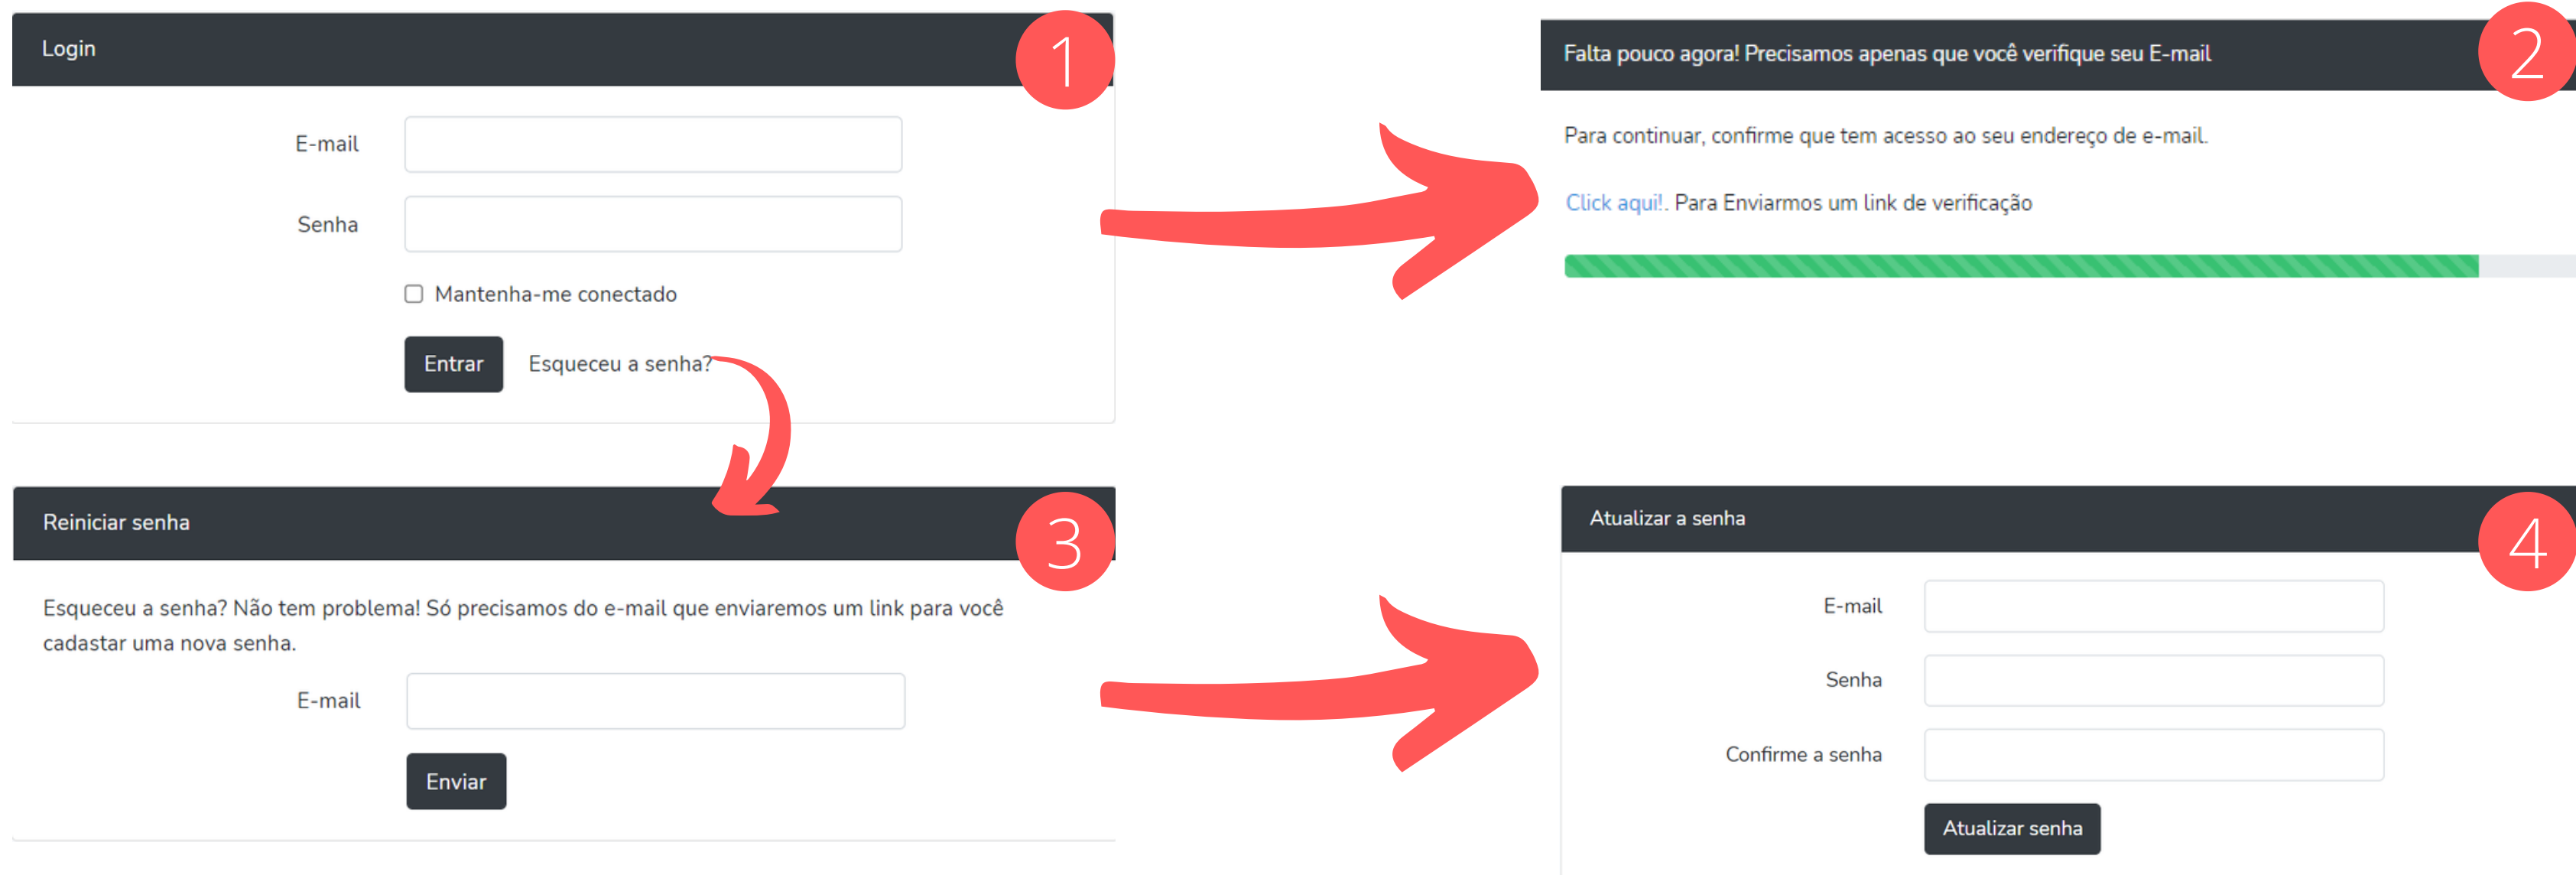 Login
1
E-mail
Senha
Mantenha-me conectado
Entrar
Esqueceu a senha?
Falta pouco agora! Precisamos apenas que você verifique seu E-mail
2
Para continuar, confirme que tem acesso ao seu endereço de e-mail.
Click aqui!. Para Enviarmos um link de verificação
Reiniciar senha
3
Esqueceu a senha? Não tem problema! Só precisamos do e-mail que enviaremos um link para você
cadastar uma nova senha.
E-mail
Enviar
Atualizar a senha
4
E-mail
Senha
Confirme a senha
Atualizar senha